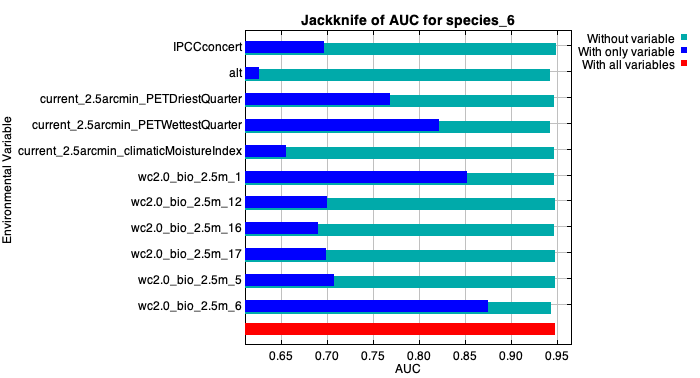 Jackknife of AUC for species_6
Without variable
With only variable
With all variables
Environmental Variable
IPCCconcert
alt
current_2.5arcmin_PETDriestQuarter
current_2.5arcmin_PETWettestQuarter
current_2.5arcmin_climaticMoistureIndex
wc2.0_bio_2.5m_1
wc2.0_bio_2.5m_12
wc2.0_bio_2.5m_16
wc2.0_bio_2.5m_17
wc2.0_bio_2.5m_5
wc2.0_bio_2.5m_6
0.65 0.70 0.75 0.80 0.85 0.90 0.95
AUC